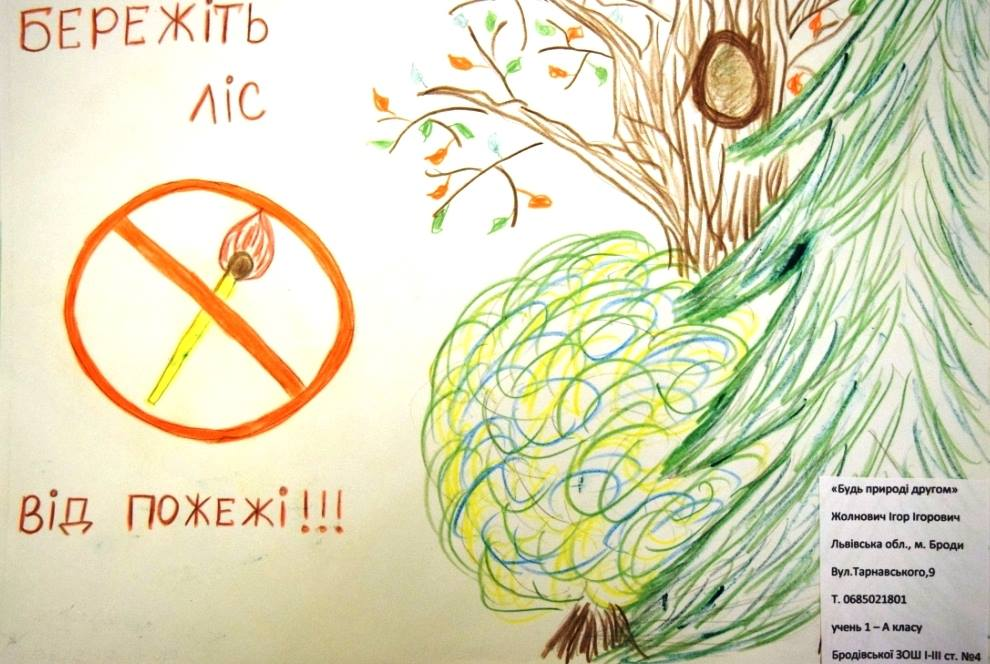 БЕРЕЖІТЬ
ЛІС
ВІД ПОЖЕЖІ!!!
«Будь природі другом»
Жолнович Ігор Ігорович
Львівська обл., м. Броди
Вул.Тарнавського,9
Т. 0685021801
учень 1 – А класу
Бродівської ЗОШ І-ІІІ ст. №4